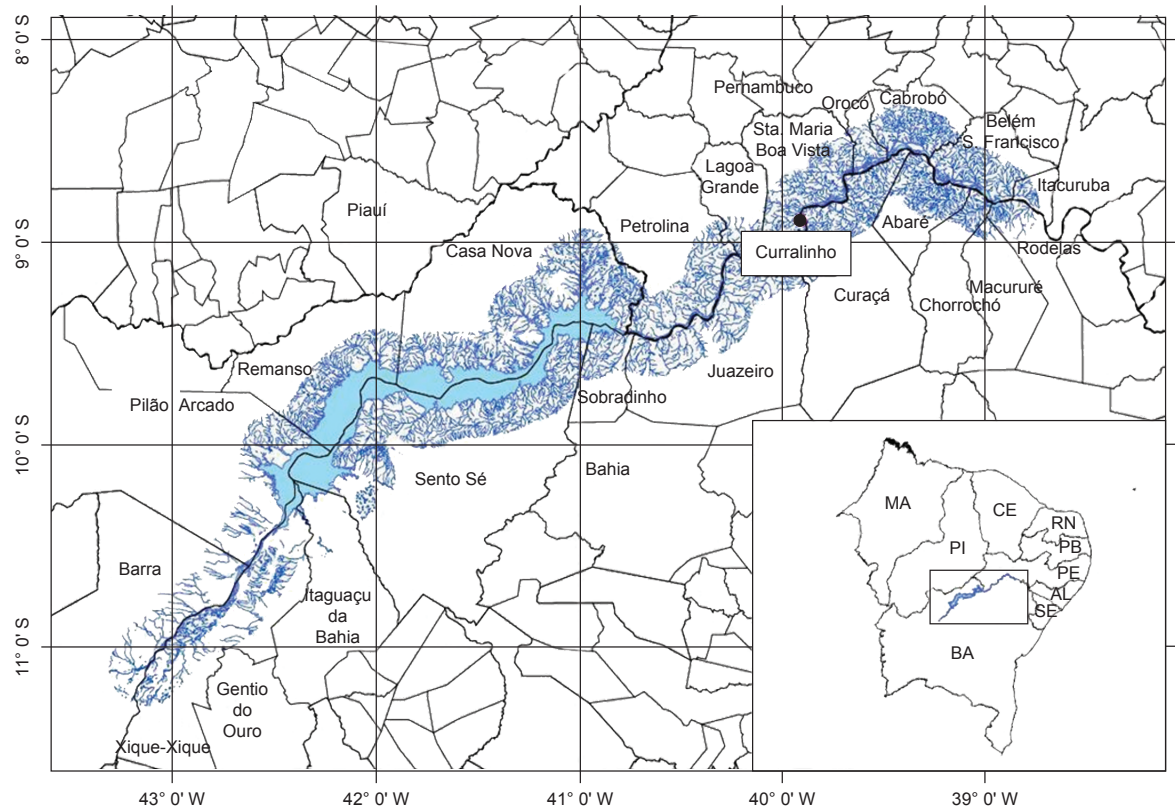 8° 0' S
9° 0' S
10° 0' S
11° 0' S
Pernambuco
Orocó
Cabrobó
Sta. Maria
Boa Vista
Belém
S. Francisco
Lagoa
Grande
Itacuruba
Piauí
Petrolina
Abaré
Rodelas
Casa Nova
Curralinho
Macururé
Curaçá
Chorrochó
Remanso
Juazeiro
Pilão Arcado
Sobradinho
Sento Sé
Bahia
Barra
Itaguaçu
da
Bahia
Gentio
do
Ouro
Xique-Xique
MA
CE
RN
PI
PB
PE
AL
SE
BA
43° 0' W
42° 0' W
41° 0' W
40° 0' W
39° 0' W